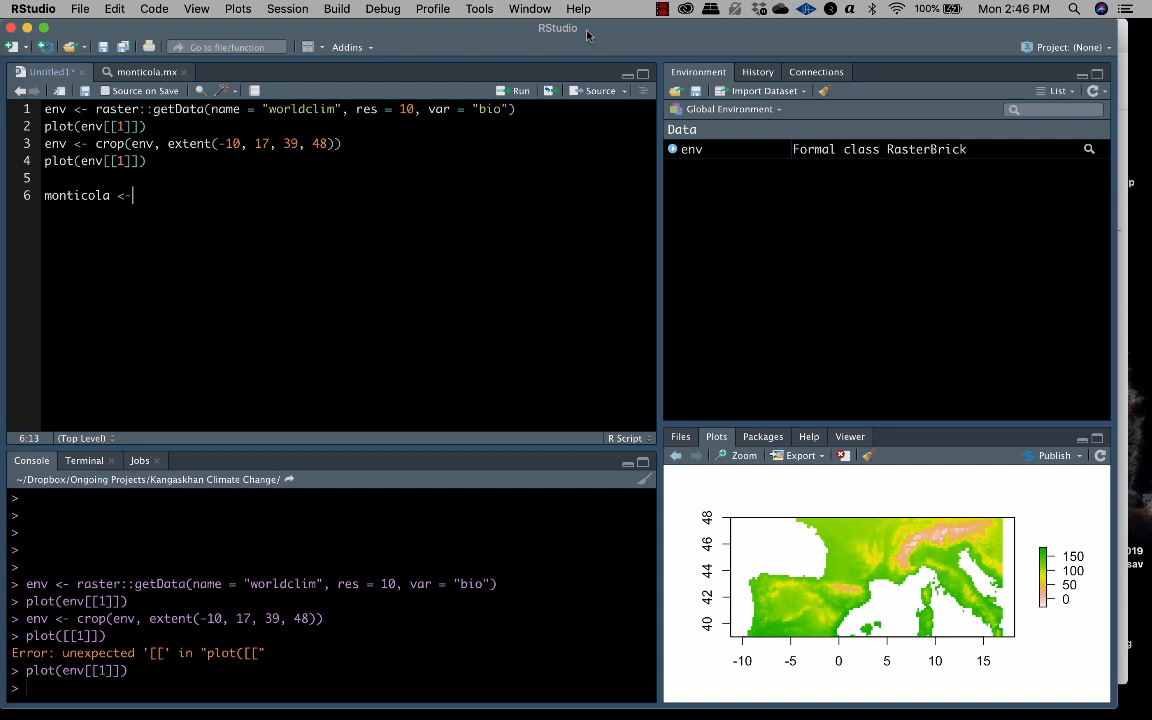 RStudio File Edit Code View Plots Session Build Debug Profile Tools Window Help 100% Mon 2:46 PM
RStudio
Go to file/function Addins Project: (None)
Untitled1* monticola.mx
Source on Save Run Source
1 env <- raster::getData(name = "worldclim", res = 10, var = "bio")
2 plot(env[[1]])
3 env <- crop(env, extent(-10, 17, 39, 48))
4 plot(env[[1]])
5
6 monticola <-
6:13 (Top Level) R Script
Console Terminal Jobs
~/Dropbox/Ongoing Projects/Kangaskhan Climate Change/
>
>
>
>
>
> env <- raster::getData(name = "worldclim", res = 10, var = "bio")
> plot(env[[1]])
> env <- crop(env, extent(-10, 17, 39, 48))
> plot([[1]])
Error: unexpected '[[' in "plot([["
> plot(env[[1]])
>
Environment History Connections
Import Dataset List
Global Environment
Data
env Formal class RasterBrick
Files Plots Packages Help Viewer
Zoom Export Publish
48
46
44
42
40
-10 -5 0 5 10 15
150
100
50
0
p
019
sav
g